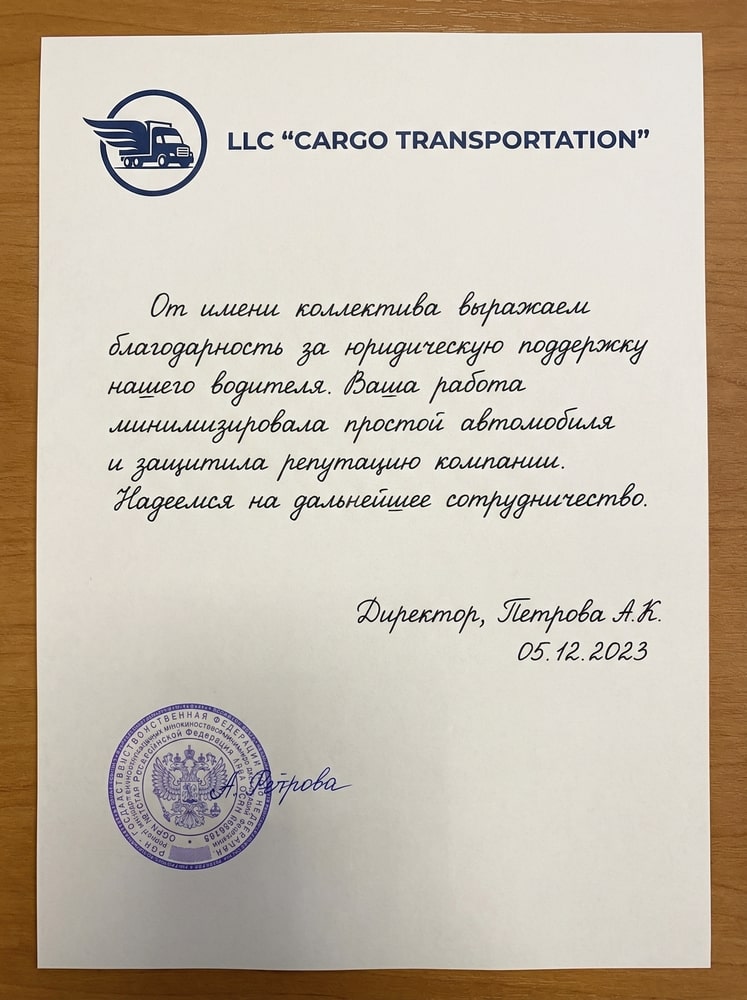 LLC “CARGO TRANSPORTATION”
От имени коллектива выражаем
благодарность за юридическую поддержку
нашего водителя. Ваша работа
минимизировала простой автомобиля
и защитила репутацию компании.
Надеемся на дальнейшее сотрудничество.
Директор, Петрова А.К.
05.12.2023
А. Petрова